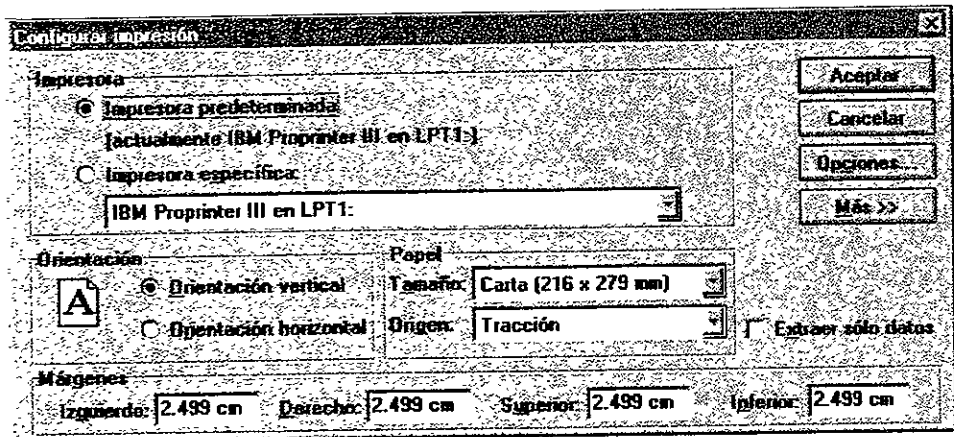 Configurar impresión
Impresora
Impresora predeterminada
[actualmente IBM Proprinter III en LPT1:]
Impresora específica:
IBM Proprinter III en LPT1:
Aceptar
Cancelar
Opciones...
Más >>
Orientación
A
Orientación vertical
Orientación horizontal
Papel
Tamaño: Carta (216 x 279 mm)
Origen: Tracción
Extraer sólo datos
Márgenes
Izquierdo: 2.499 cm Derecho: 2.499 cm Superior: 2.499 cm Inferior: 2.499 cm